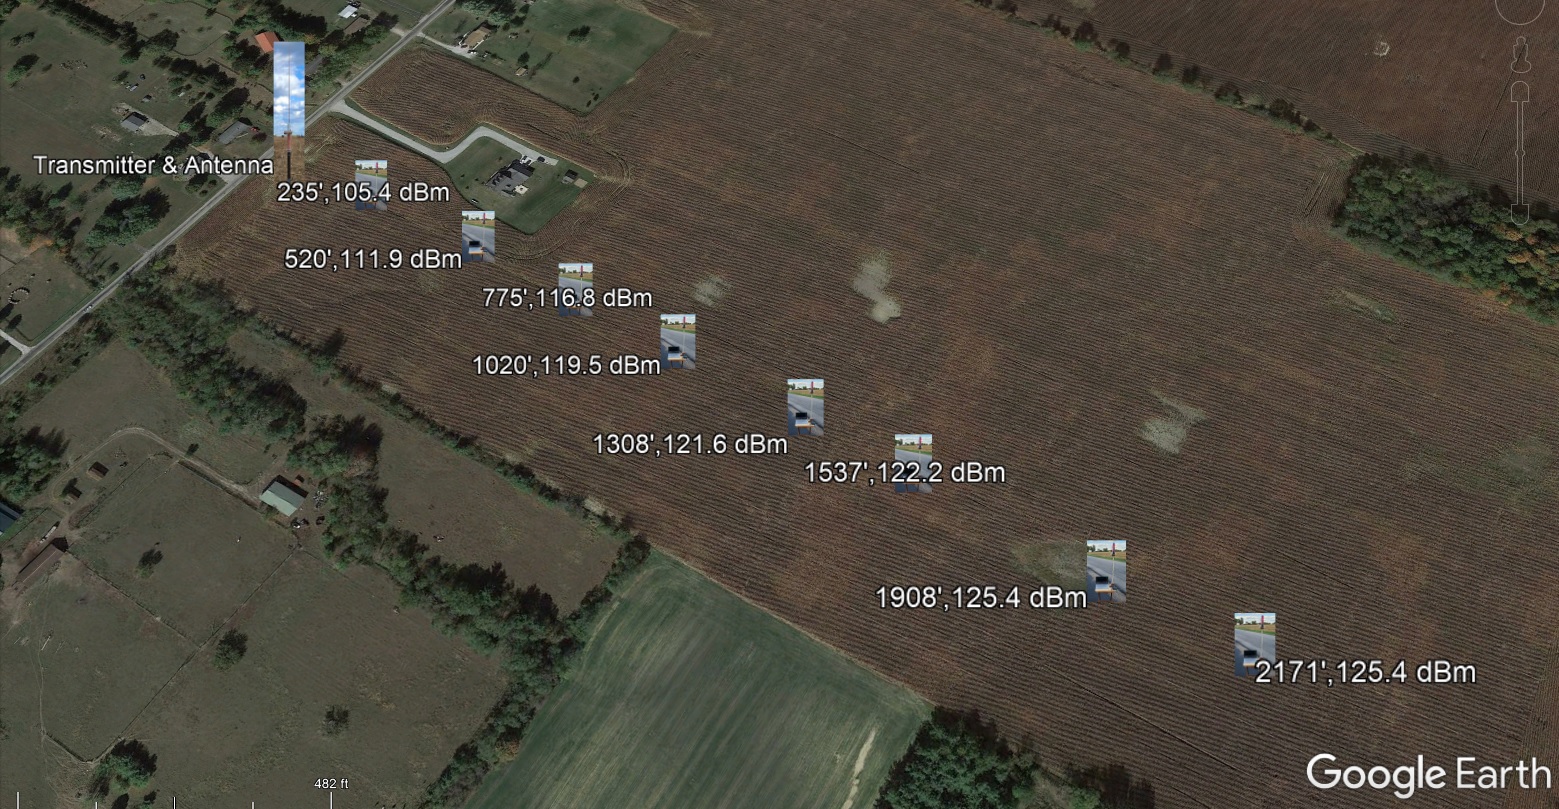 Transmitter & Antenna
235',105.4 dBm
520',111.9 dBm
775',116.8 dBm
1020',119.5 dBm
1308',121.6 dBm
1537',122.2 dBm
1908',125.4 dBm
2171',125.4 dBm
482 ft
Google Earth